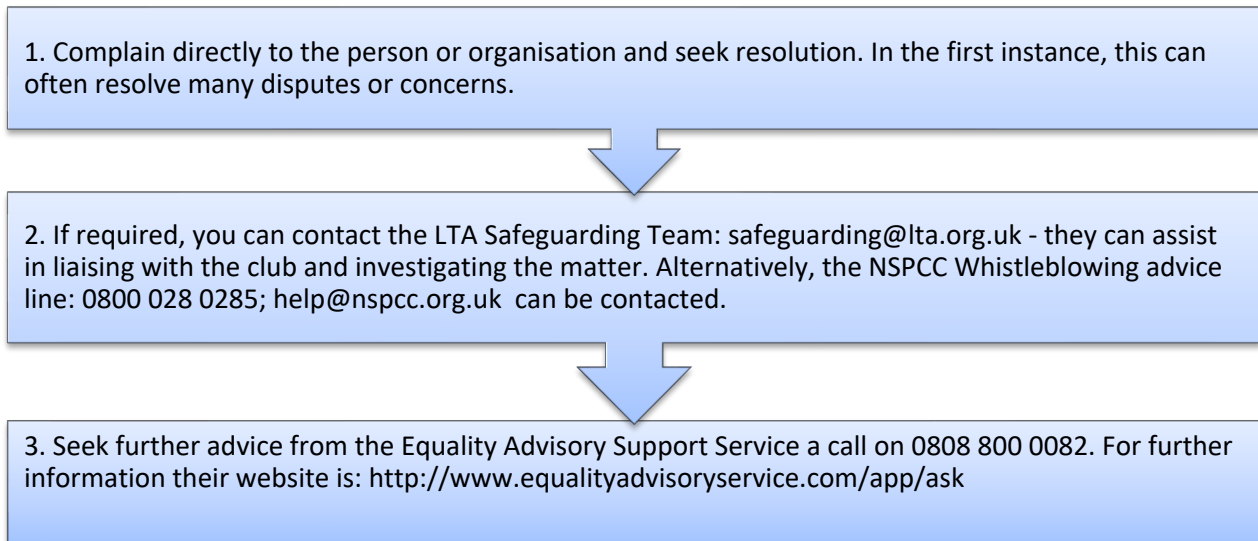 1. Complain directly to the person or organisation and seek resolution. In the first instance, this can
often resolve many disputes or concerns.
2. If required, you can contact the LTA Safeguarding Team: safeguarding@lta.org.uk - they can assist
in liaising with the club and investigating the matter. Alternatively, the NSPCC Whistleblowing advice
line: 0800 028 0285; help@nspcc.org.uk  can be contacted.
3. Seek further advice from the Equality Advisory Support Service a call on 0808 800 0082. For further
information their website is: http://www.equalityadvisoryservice.com/app/ask